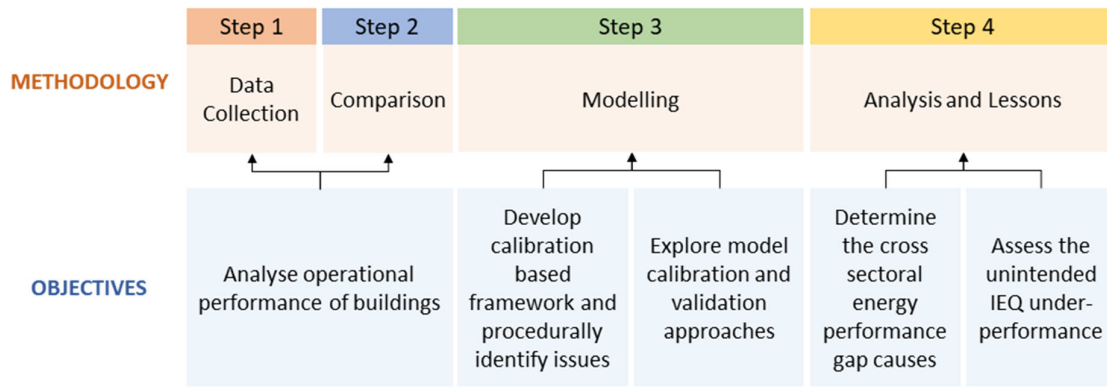 Step 1
Step 2
Step 3
Step 4
METHODOLOGY
Data
Collection
Comparison
Modelling
Analysis and Lessons
OBJECTIVES
Analyse operational
performance of buildings
Develop
calibration
based
framework and
procedurally
identify issues
Explore model
calibration and
validation
approaches
Determine
the cross
sectoral
energy
performance
gap causes
Assess the
unintended
IEQ under-
performance